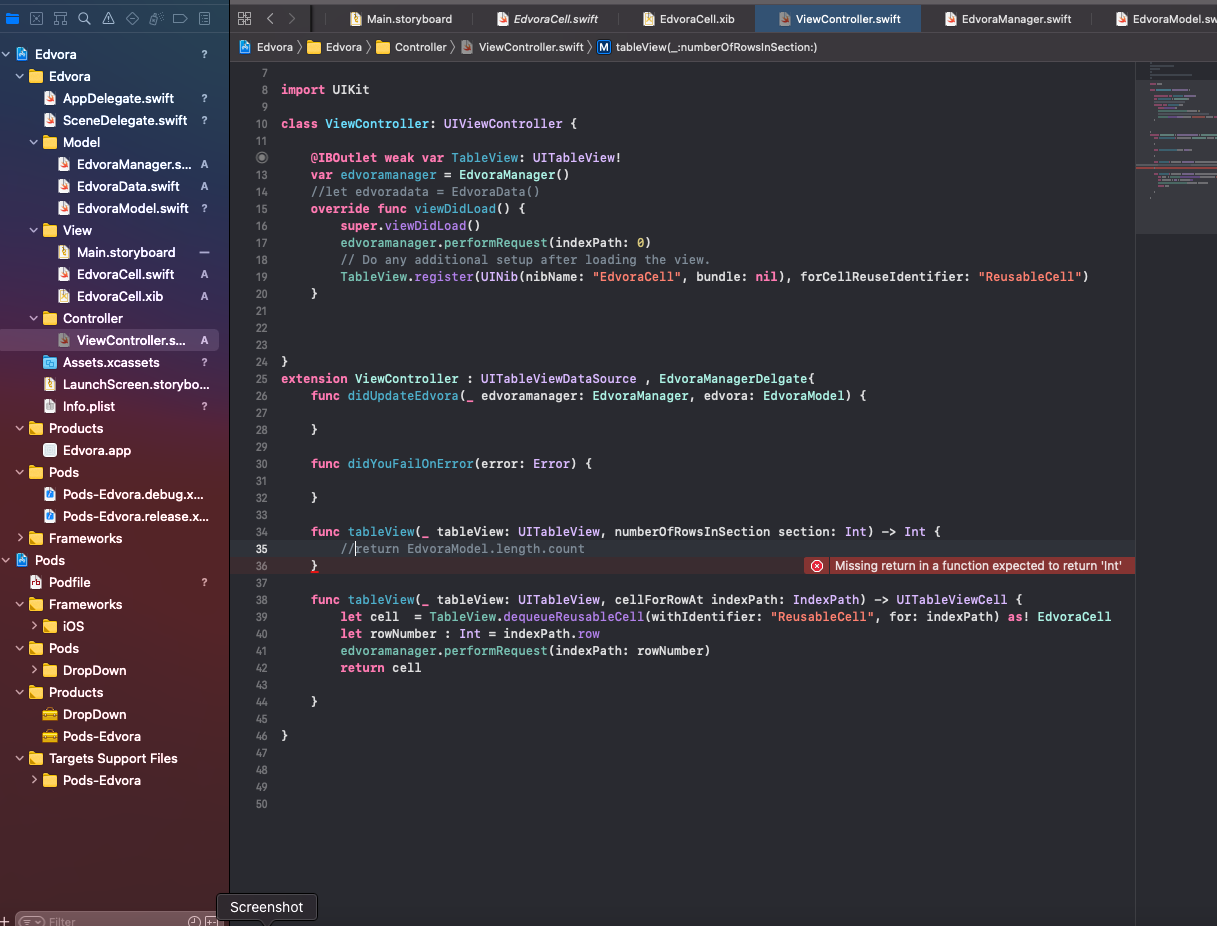 Main.storyboard
EdvoraCell.swift
EdvoraCell.xib
ViewController.swift
EdvoraManager.swift
EdvoraModel.sw
Edvora 〉 Edvora 〉 Controller 〉 ViewController.swift 〉 M tableView(_:numberOfRowsInSection:)
Edvora ?
Edvora
AppDelegate.swift ?
SceneDelegate.swift ?
Model
EdvoraManager.s... A
EdvoraData.swift A
EdvoraModel.swift ?
View
Main.storyboard —
EdvoraCell.swift A
EdvoraCell.xib A
Controller
ViewController.s... A
Assets.xcassets ?
LaunchScreen.storybo...
Info.plist ?
Products
Edvora.app
Pods
Pods-Edvora.debug.x...
Pods-Edvora.release.x...
Frameworks
Pods
Podfile ?
Frameworks
iOS
Pods
DropDown
Products
DropDown
Pods-Edvora
Targets Support Files
Pods-Edvora
Filter
Screenshot
7
8 import UIKit
9
10 class ViewController: UIViewController {
11
@IBOutlet weak var TableView: UITableView!
13 var edvoramanager = EdvoraManager()
14 //let edvoradata = EdvoraData()
15 override func viewDidLoad() {
16 super.viewDidLoad()
17 edvoramanager.performRequest(indexPath: 0)
18 // Do any additional setup after loading the view.
19 TableView.register(UINib(nibName: "EdvoraCell", bundle: nil), forCellReuseIdentifier: "ReusableCell")
20 }
21
22
23
24 }
25 extension ViewController : UITableViewDataSource , EdvoraManagerDelgate{
26 func didUpdateEdvora(_ edvoramanager: EdvoraManager, edvora: EdvoraModel) {
27
28 }
29
30 func didYouFailOnError(error: Error) {
31
32 }
33
34 func tableView(_ tableView: UITableView, numberOfRowsInSection section: Int) -> Int {
35 //return EdvoraModel.length.count
36 } Missing return in a function expected to return 'Int'
37
38 func tableView(_ tableView: UITableView, cellForRowAt indexPath: IndexPath) -> UITableViewCell {
39 let cell  = TableView.dequeueReusableCell(withIdentifier: "ReusableCell", for: indexPath) as! EdvoraCell
40 let rowNumber : Int = indexPath.row
41 edvoramanager.performRequest(indexPath: rowNumber)
42 return cell
43
44 }
45
46 }
47
48
49
50